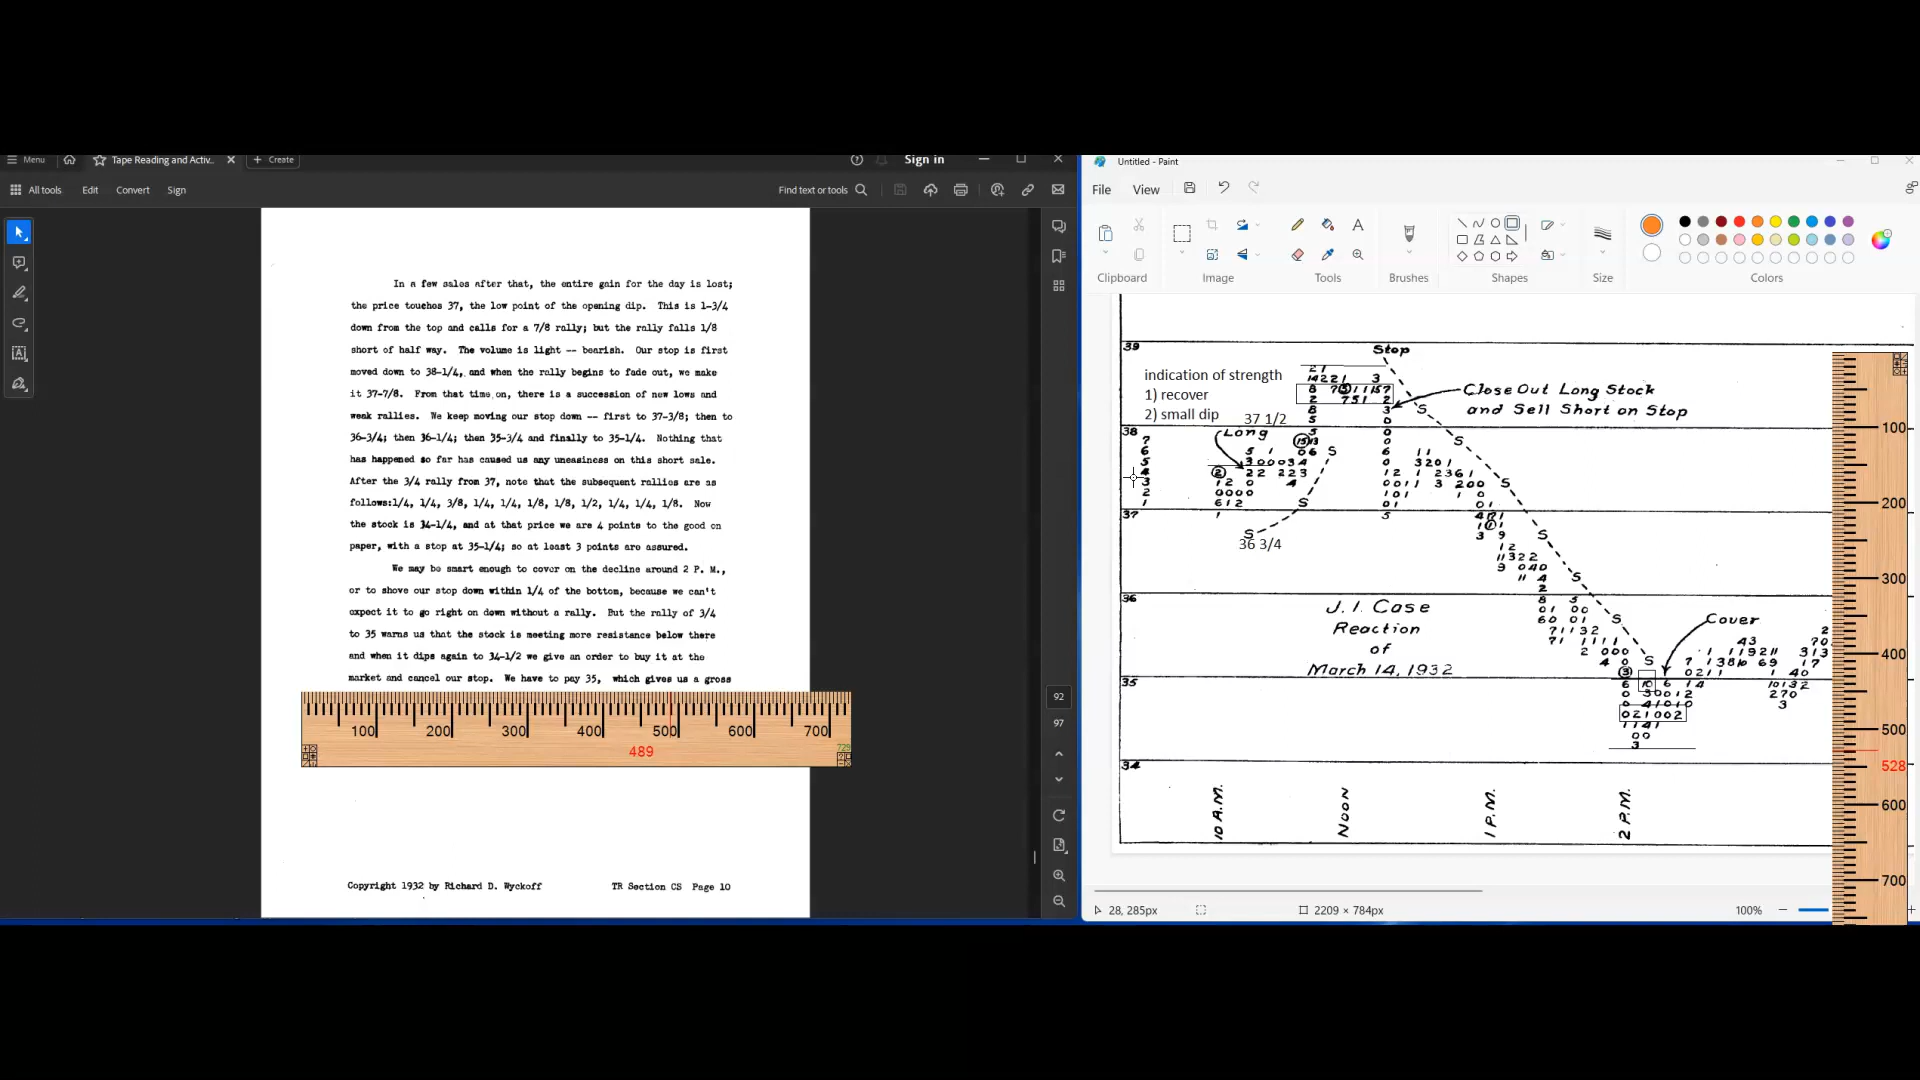 Menu
Tape Reading and Activ...
Create
Sign in
All tools
Edit
Convert
Sign
Find text or tools
In a few sales after that, the entire gain for the day is lost;
the price touches 37, the low point of the opening dip. This is 1-3/4
down from the top and calls for a 7/8 rally; but the rally falls 1/8
short of half way. The volume is light -- bearish. Our stop is first
moved down to 38-1/4, and when the rally begins to fade out, we make
it 37-7/8. From that time on, there is a succession of new lows and
weak rallies. We keep moving our stop down -- first to 37-3/8; then to
36-3/4; then 36-1/4; then 35-3/4 and finally to 35-1/4. Nothing that
has happened so far has caused us any uneasiness on this short sale.
After the 3/4 rally from 37, note that the subsequent rallies are as
follows:1/4, 1/4, 3/8, 1/4, 1/4, 1/8, 1/8, 1/2, 1/4, 1/4, 1/8. Now
the stock is 34-1/4, and at that price we are 4 points to the good on
paper, with a stop at 35-1/4; so at least 3 points are assured.
We may be smart enough to cover on the decline around 2 P. M.,
or to shove our stop down within 1/4 of the bottom, because we can't
expect it to go right on down without a rally. But the rally of 3/4
to 35 warns us that the stock is meeting more resistance below there
and when it dips again to 34-1/2 we give an order to buy it at the
market and cancel our stop. We have to pay 35, which gives us a gross
100 200 300 400 500 600 700
489
729
Copyright 1932 by Richard D. Wyckoff TR Section CS Page 10
92
97
Untitled - Paint
File
View
Clipboard
Image
Tools
Brushes
Shapes
Size
Colors
39
Stop
indication of strength
1) recover
2) small dip
37 1/2
Close Out Long Stock
and Sell Short on Stop
38
Long
37
36 3/4
36
J. I. Case
Reaction
of
March 14, 1932
Cover
35
34
10 A.M.
Noon
1 P.M.
2 P.M.
100
200
300
400
500
528
600
700
28, 285px
2209 × 784px
100%